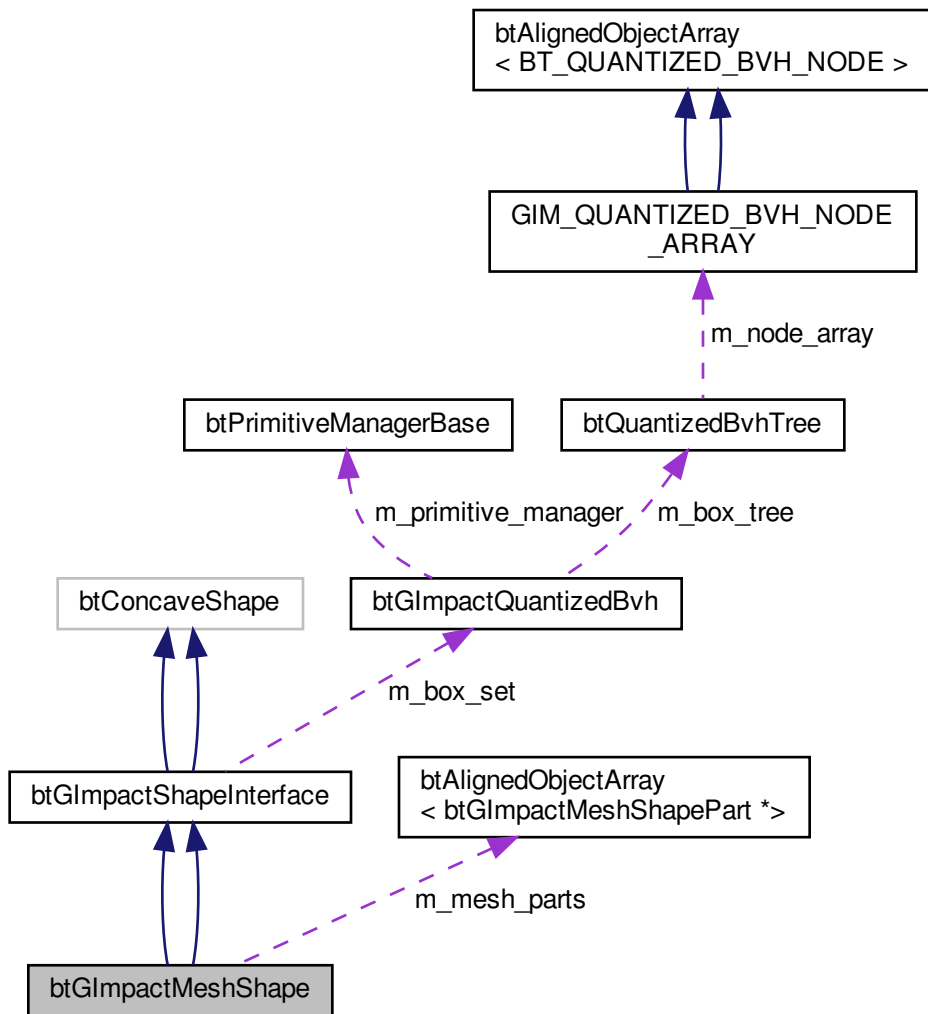 btAlignedObjectArray
< BT_QUANTIZED_BVH_NODE >
GIM_QUANTIZED_BVH_NODE
_ARRAY
m_node_array
btPrimitiveManagerBase
btQuantizedBvhTree
m_primitive_manager
m_box_tree
btConcaveShape
btGImpactQuantizedBvh
m_box_set
btGImpactShapeInterface
btAlignedObjectArray
< btGImpactMeshShapePart *>
m_mesh_parts
btGImpactMeshShape